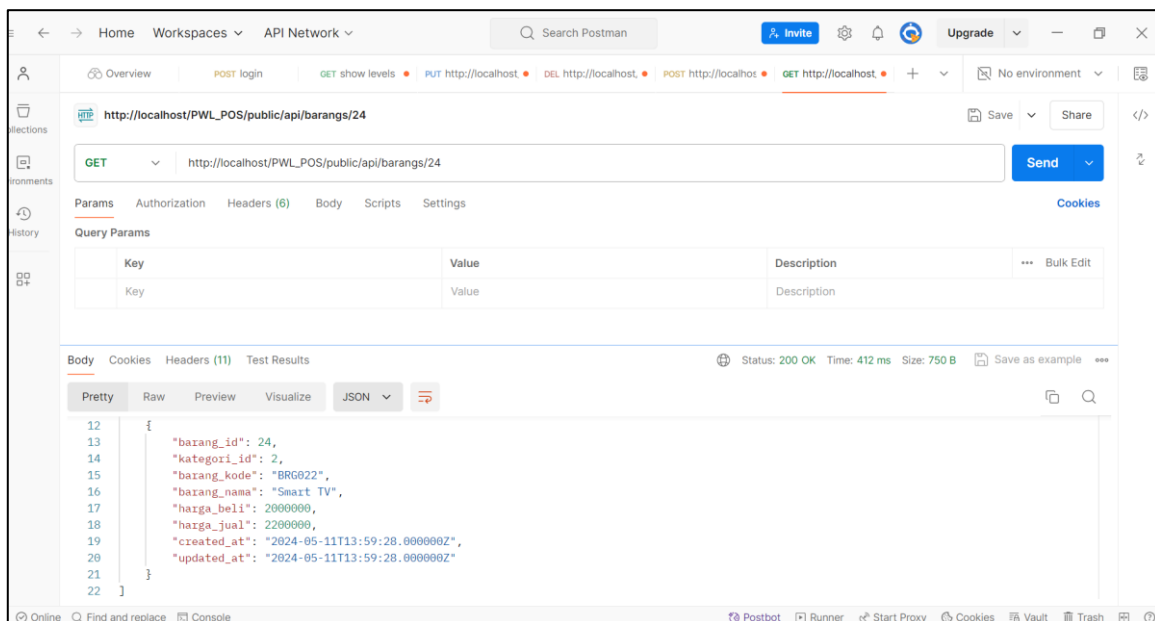 Home Workspaces API Network Search Postman Invite Upgrade
Overview POST login GET show levels PUT http://localhost, DEL http://localhost, POST http://localhos GET http://localhost, No environment
HTTP http://localhost/PWL_POS/public/api/barangs/24 Save Share
ollections
GET http://localhost/PWL_POS/public/api/barangs/24 Send
ironments
Params Authorization Headers (6) Body Scripts Settings Cookies
History
Query Params
Key Value Description ••• Bulk Edit
Key Value Description
Body Cookies Headers (11) Test Results Status: 200 OK Time: 412 ms Size: 750 B Save as example
Pretty Raw Preview Visualize JSON
12 {
13 "barang_id": 24,
14 "kategori_id": 2,
15 "barang_kode": "BRG022",
16 "barang_nama": "Smart TV",
17 "harga_beli": 2000000,
18 "harga_jual": 2200000,
19 "created_at": "2024-05-11T13:59:28.000000Z",
20 "updated_at": "2024-05-11T13:59:28.000000Z"
21 }
22 ]
Online Find and replace Console Postbot Runner Start Proxy Cookies Vault Trash